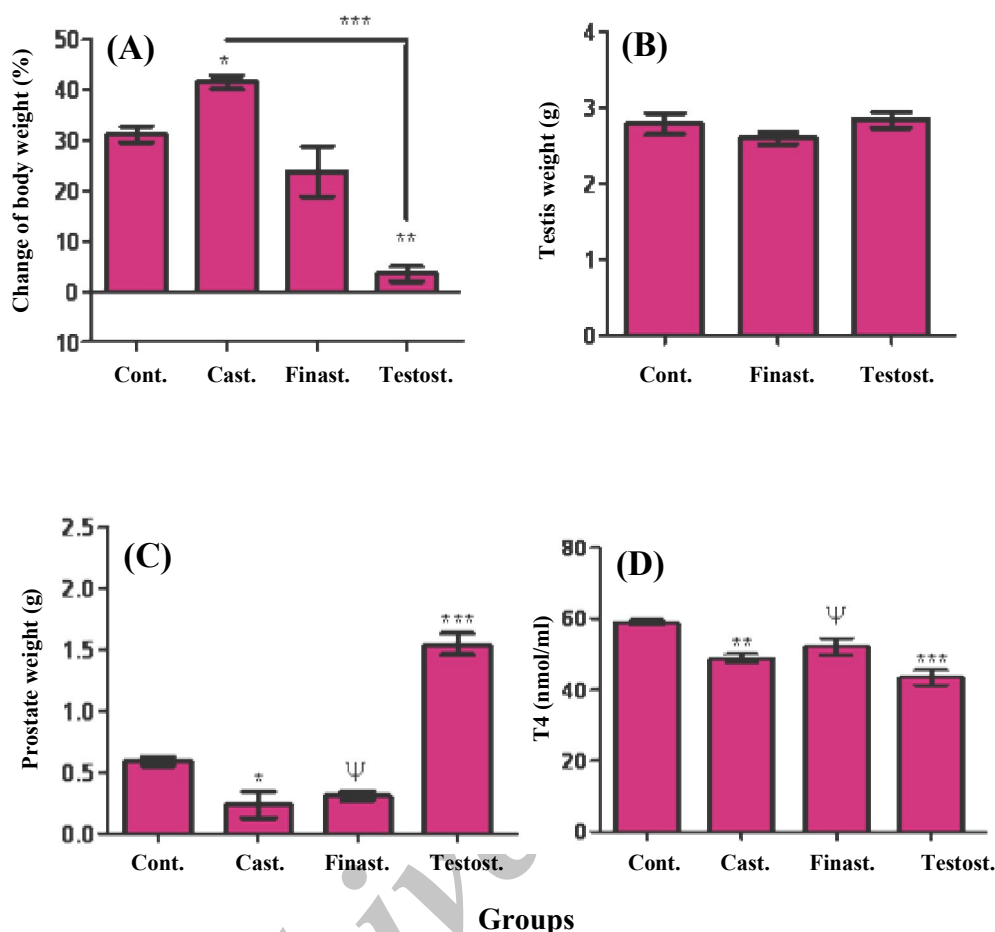 (A)
Change of body weight (%)
50
40
30
20
10
0
10
*
***
**
Cont. Cast. Finast. Testost.
(B)
Testis weight (g)
4
3
2
1
0
Cont. Finast. Testost.
(C)
Prostate weight (g)
2.5
2.0
1.5
1.0
0.5
0.0
*
Ψ
***
Cont. Cast. Finast. Testost.
(D)
T4 (nmol/ml)
80
60
40
20
0
**
Ψ
***
Cont. Cast. Finast. Testost.
Groups